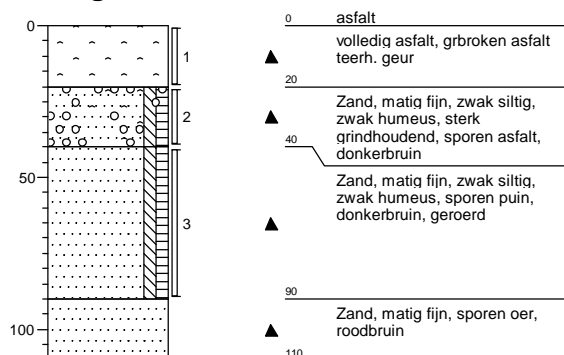 0
50
100
1
2
3
0
asfalt
volledig asfalt, grbroken asfalt
teerh. geur
20
Zand, matig fijn, zwak siltig,
zwak humeus, sterk
grindhoudend, sporen asfalt,
donkerbruin
40
Zand, matig fijn, zwak siltig,
zwak humeus, sporen puin,
donkerbruin, geroerd
90
Zand, matig fijn, sporen oer,
roodbruin
110